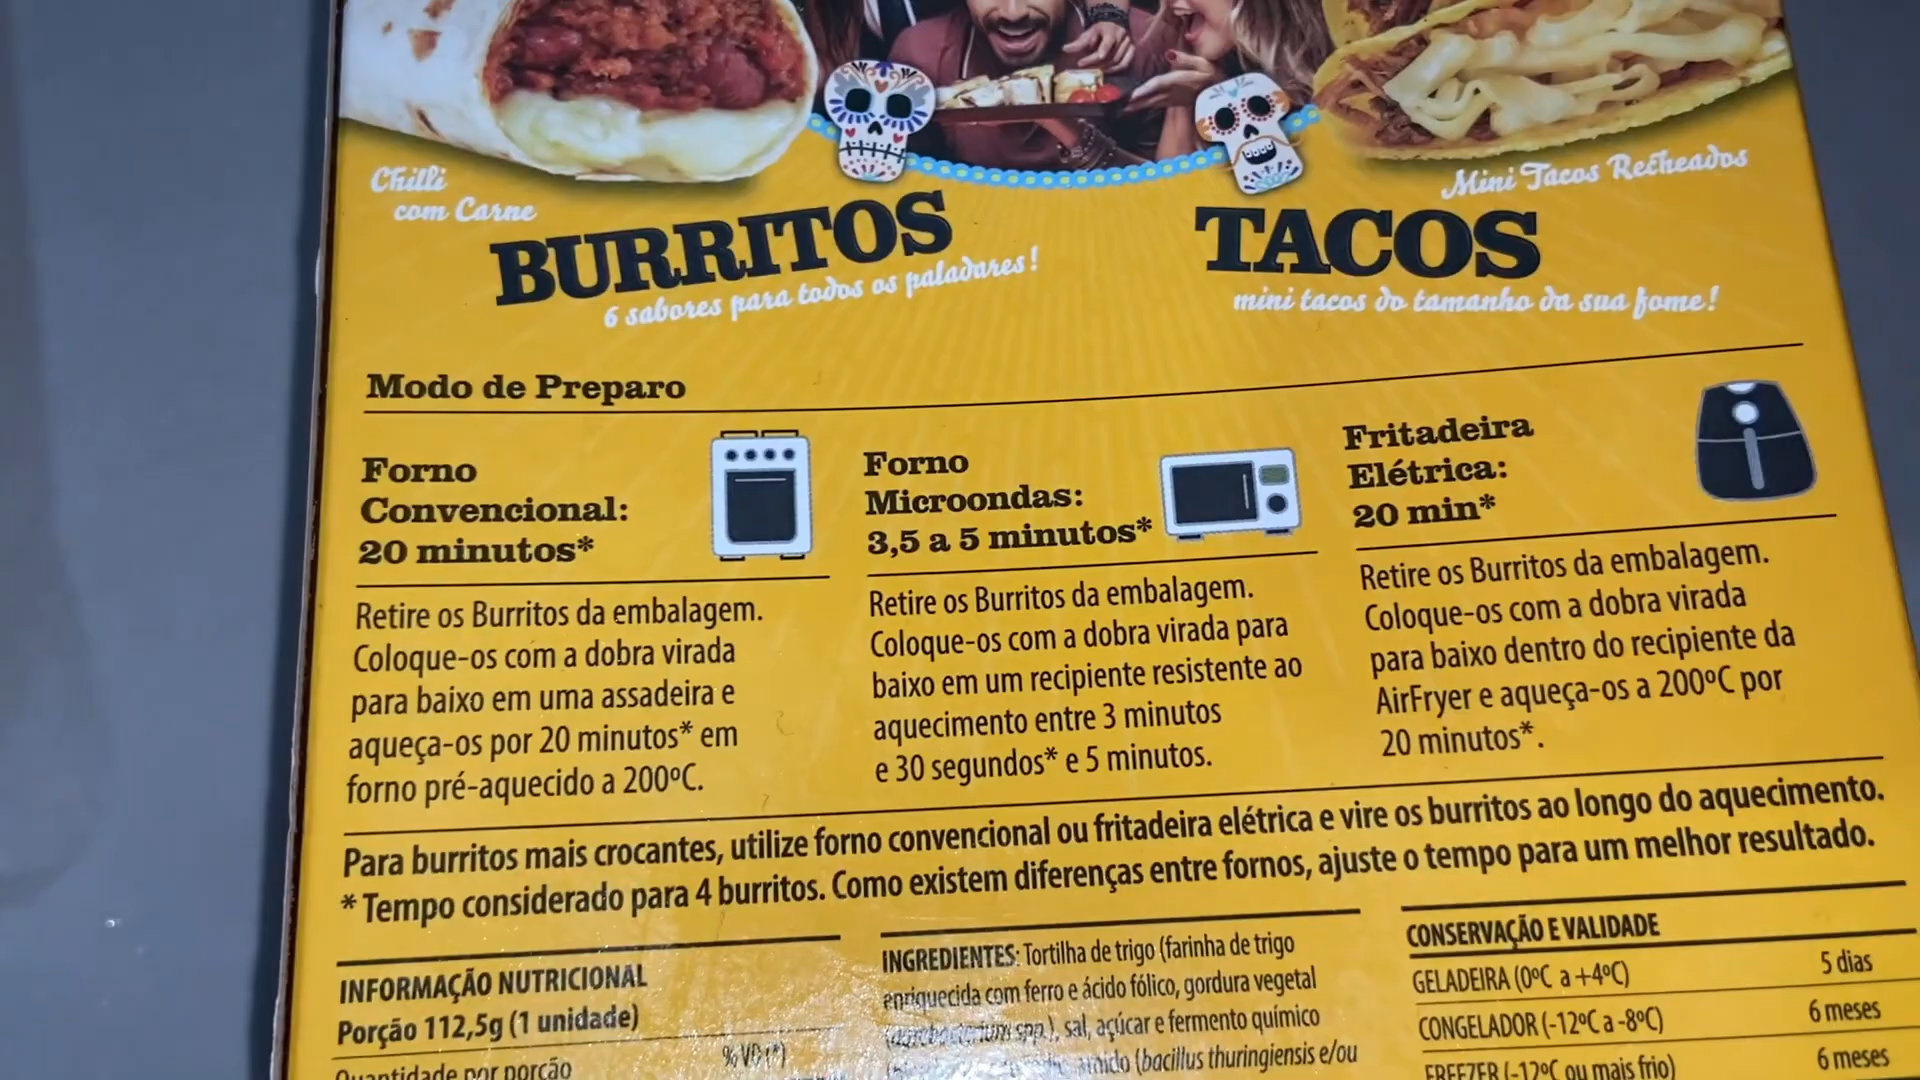 Chilli
com Carne
BURRITOS
6 sabores para todos os paladares!
Mini Tacos Recheados
TACOS
mini tacos do tamanho da sua fome!
Modo de Preparo
Forno
Convencional:
20 minutos*
Retire os Burritos da embalagem.
Coloque-os com a dobra virada
para baixo em uma assadeira e
aqueça-os por 20 minutos* em
forno pré-aquecido a 200ºC.
Forno
Microondas:
3,5 a 5 minutos*
Retire os Burritos da embalagem.
Coloque-os com a dobra virada para
baixo em um recipiente resistente ao
aquecimento entre 3 minutos
e 30 segundos* e 5 minutos.
Fritadeira
Elétrica:
20 min*
Retire os Burritos da embalagem.
Coloque-os com a dobra virada
para baixo dentro do recipiente da
AirFryer e aqueça-os a 200ºC por
20 minutos*.
Para burritos mais crocantes, utilize forno convencional ou fritadeira elétrica e vire os burritos ao longo do aquecimento.
* Tempo considerado para 4 burritos. Como existem diferenças entre fornos, ajuste o tempo para um melhor resultado.
INFORMAÇÃO NUTRICIONAL
Porção 112,5g (1 unidade)
Quantidade por porção
% VD (*)
INGREDIENTES: Tortilha de trigo (farinha de trigo
enriquecida com ferro e ácido fólico, gordura vegetal
spp.), sal, açúcar e fermento químico
(bacillus thuringiensis e/ou
CONSERVAÇÃO E VALIDADE
GELADEIRA (0ºC a +4ºC) 5 dias
CONGELADOR (-12ºC a -8ºC) 6 meses
FREEZER (-12ºC ou mais frio) 6 meses